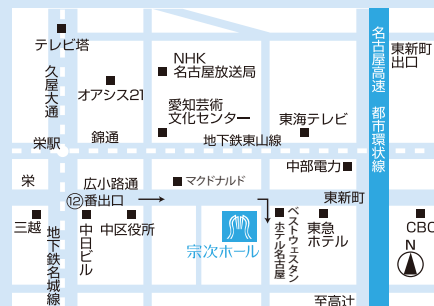 テレビ塔
久屋大通
オアシス21
NHK
名古屋放送局
愛知芸術
文化センター
東海テレビ
名古屋高速 都市環状線
東新町
出口
栄駅
錦通
地下鉄東山線
中部電力
栄
広小路通
⑫番出口
マクドナルド
東新町
三越
地下鉄名城線
中日ビル
中区役所
宗次ホール
ベストウェスタン
ホテル名古屋
東急
ホテル
CBC
N
至高辻